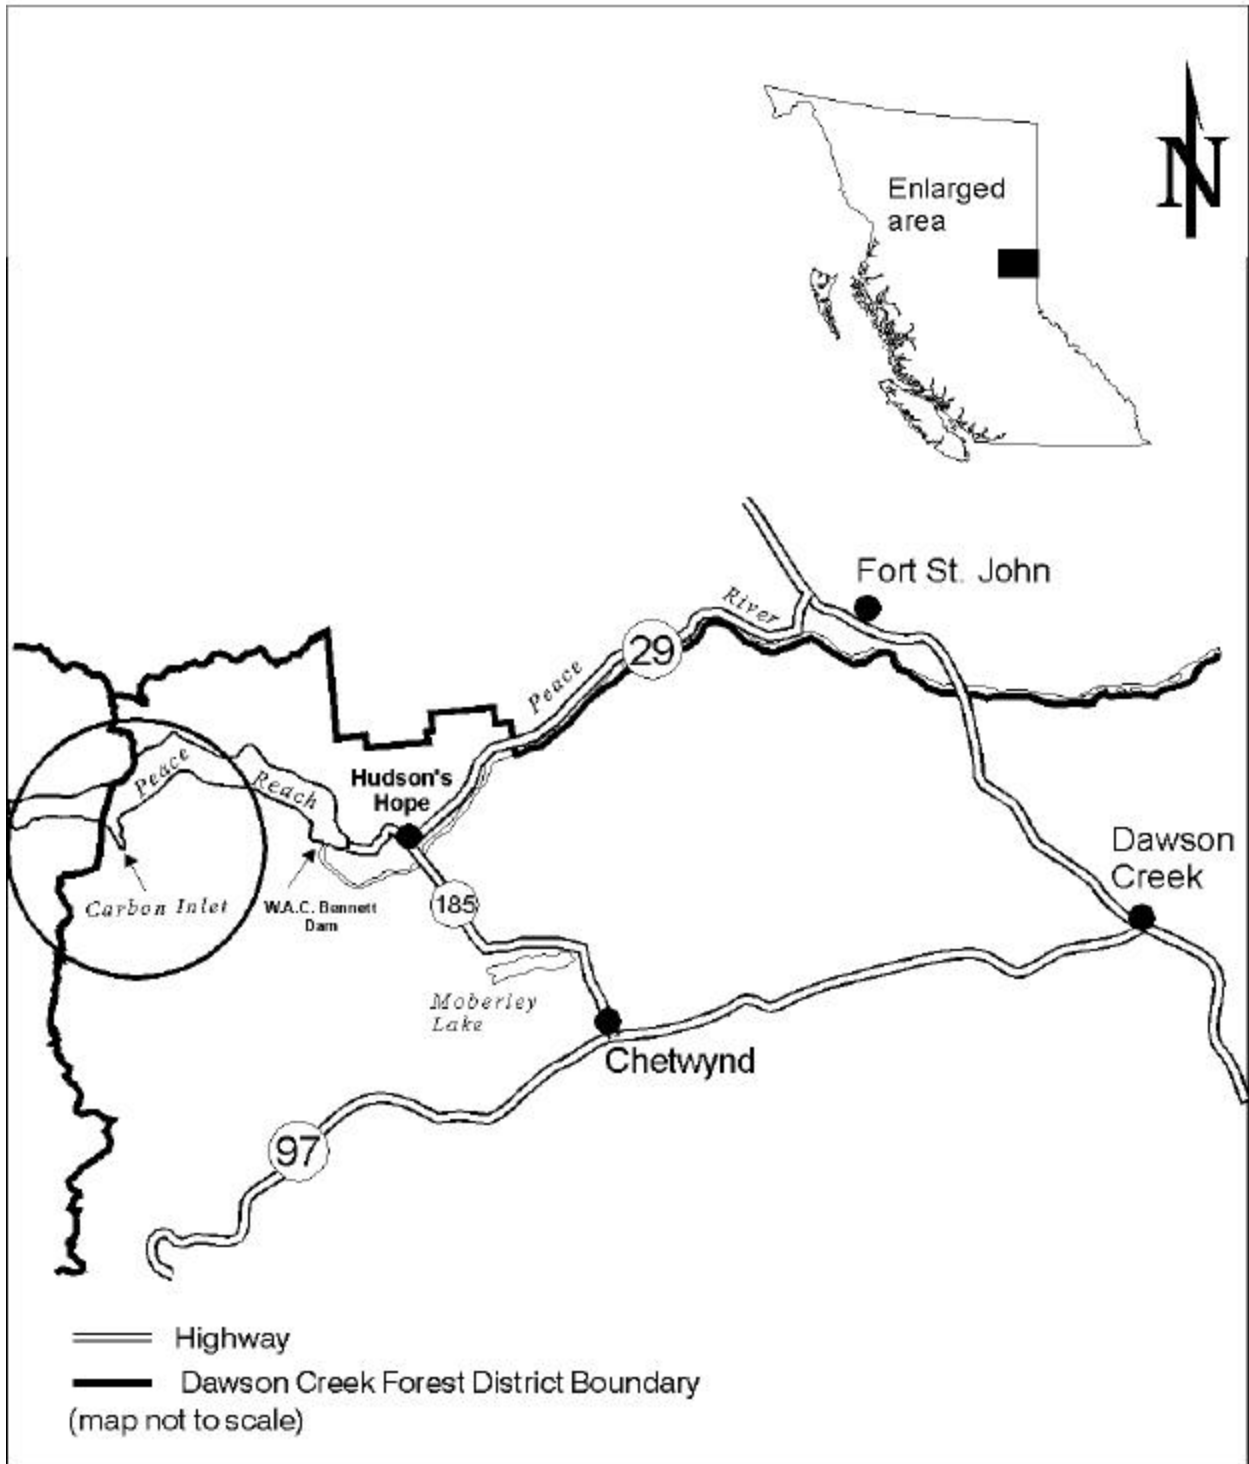 N
Enlarged
area
Fort St. John
River
29
Peace
Peace
Reach
Hudson's
Hope
Dawson
Creek
Carbon Inlet
W.A.C. Bennett
Dam
185
Moberley
Lake
Chetwynd
97
Highway
Dawson Creek Forest District Boundary
(map not to scale)